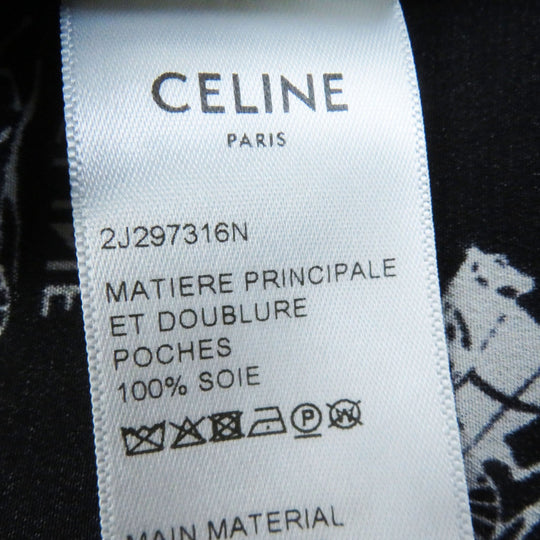 CELINE
PARIS
2J297316N
MATIERE PRINCIPALE
ET DOUBLURE
POCHES
100% SOIE
P W
MAIN MATERIAL